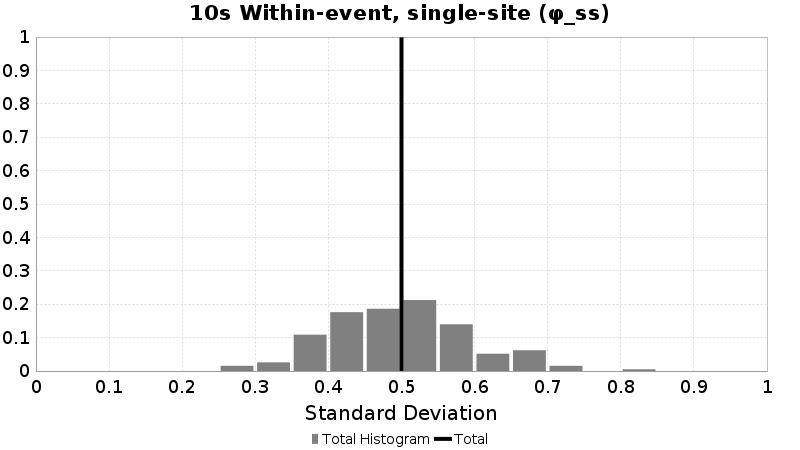 10s Within-event, single-site (φ_ss)
1
0.9
0.8
0.7
0.6
0.5
0.4
0.3
0.2
0.1
0
0 0.1 0.2 0.3 0.4 0.5 0.6 0.7 0.8 0.9 1
Standard Deviation
Total Histogram Total